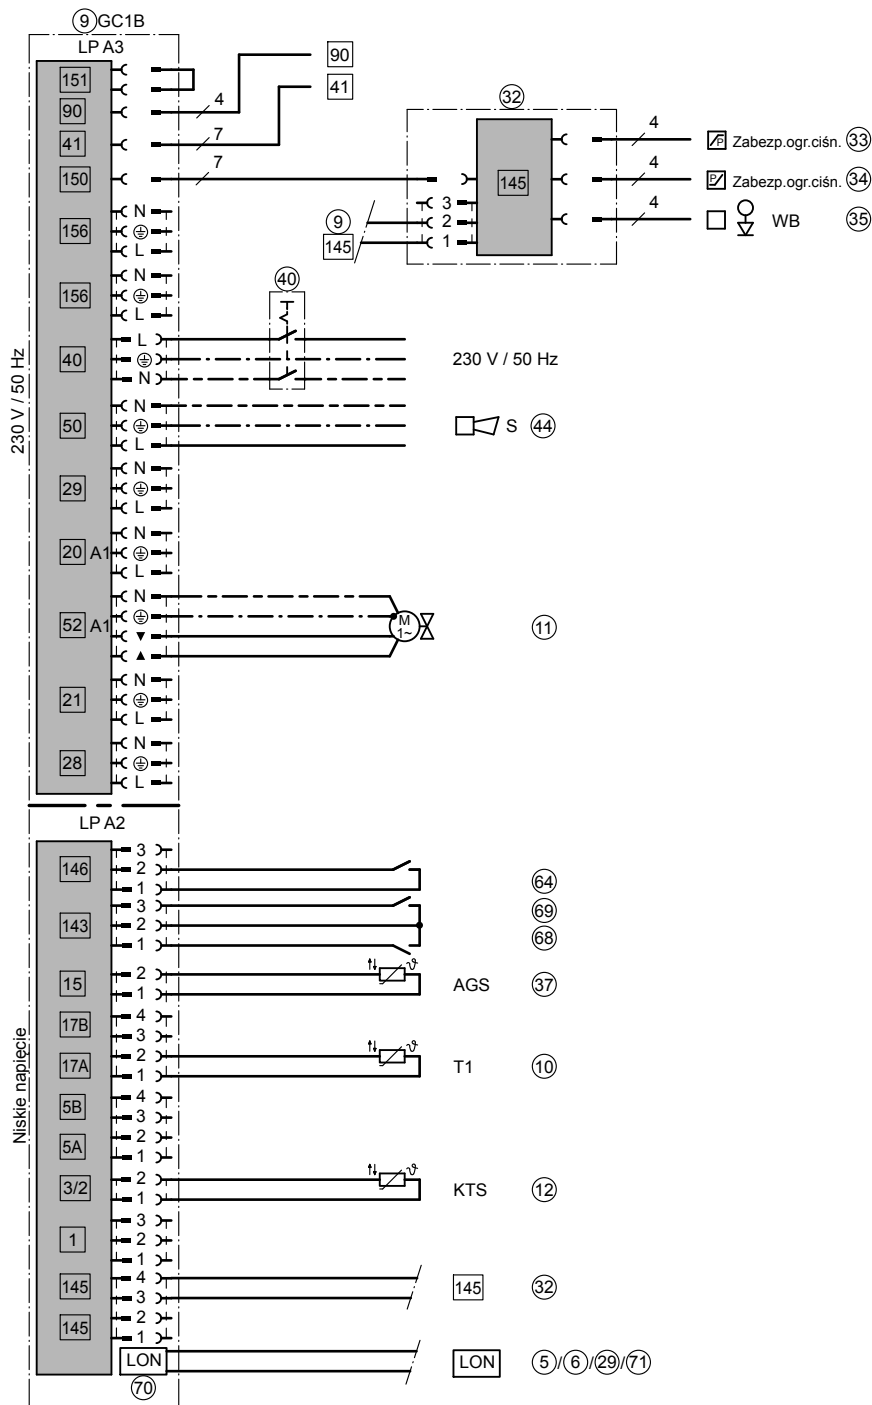 9 GC1B
LP A3
90
151
4
90
41
32
7
4
41
Zabezp.ogr.ciśn. 33
7
4
150
145
P Zabezp.ogr.ciśn. 34
3
4
9
2
WB 35
145
1
N
156
L
40
N
156
L
L
40
230 V / 50 Hz
N
N
50
S 44
L
230 V / 50 Hz
N
29
L
N
20 A1
L
N
52 A1
M
1~
11
▼
▲
N
21
L
N
28
L
LP A2
3
146
2
1
64
3
69
143
2
68
1
ϑ
15
2
AGS 37
1
17B
4
3
ϑ
17A
2
T1 10
1
5B
4
3
5A
2
1
Niskie napięcie
ϑ
3/2
2
KTS 12
1
3
1
2
1
145
4
145 32
3
145
2
1
LON
LON 5/6/29/71
70